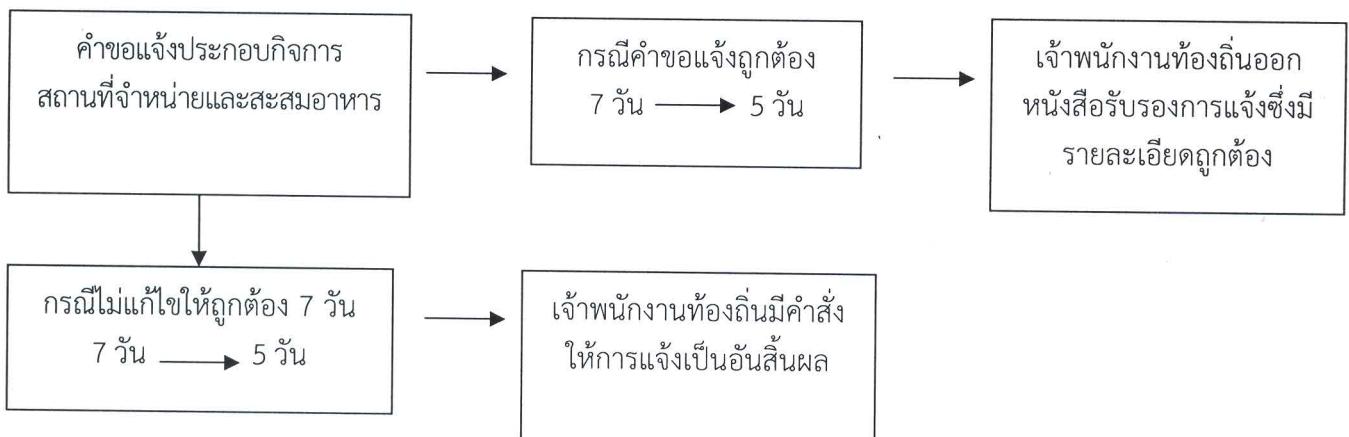 คำขอแจ้งประกอบกิจการ
สถานที่จำหน่ายและสะสมอาหาร
กรณีคำขอแจ้งถูกต้อง
7 วัน → 5 วัน
เจ้าพนักงานท้องถิ่นออก
หนังสือรับรองการแจ้งซึ่งมี
รายละเอียดถูกต้อง
กรณีไม่แก้ไขให้ถูกต้อง 7 วัน
7 วัน → 5 วัน
เจ้าพนักงานท้องถิ่นมีคำสั่ง
ให้การแจ้งเป็นอันสิ้นผล